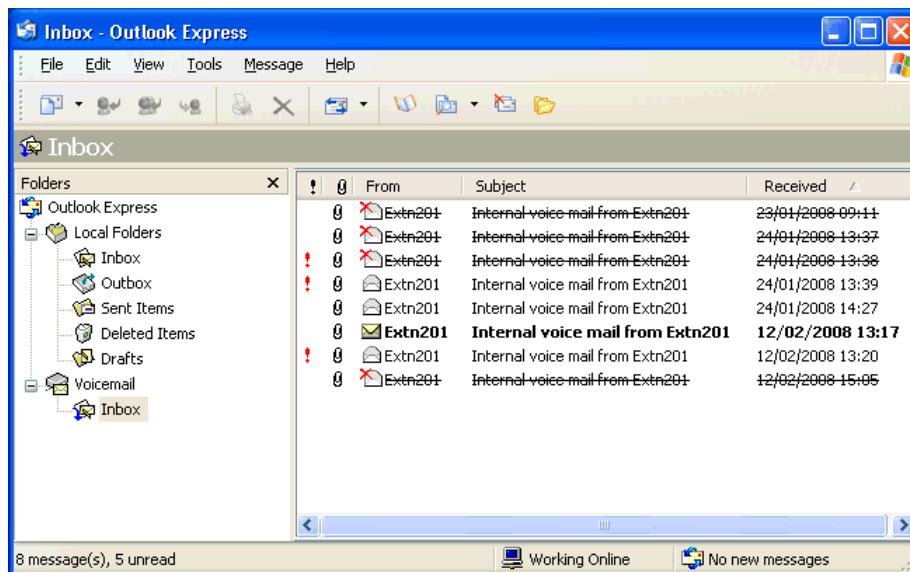 Inbox - Outlook Express
File Edit View Tools Message Help
Inbox
Folders x
Outlook Express
Local Folders
Inbox
Outbox
Sent Items
Deleted Items
Drafts
Voicemail
Inbox
! From Subject Received
Extn201 Internal voice mail from Extn201 23/01/2008 09:11
Extn201 Internal voice mail from Extn201 24/01/2008 13:37
! Extn201 Internal voice mail from Extn201 24/01/2008 13:38
! Extn201 Internal voice mail from Extn201 24/01/2008 13:39
Extn201 Internal voice mail from Extn201 24/01/2008 14:27
Extn201 Internal voice mail from Extn201 12/02/2008 13:17
! Extn201 Internal voice mail from Extn201 12/02/2008 13:20
Extn201 Internal voice mail from Extn201 12/02/2008 15:05
8 message(s), 5 unread Working Online No new messages